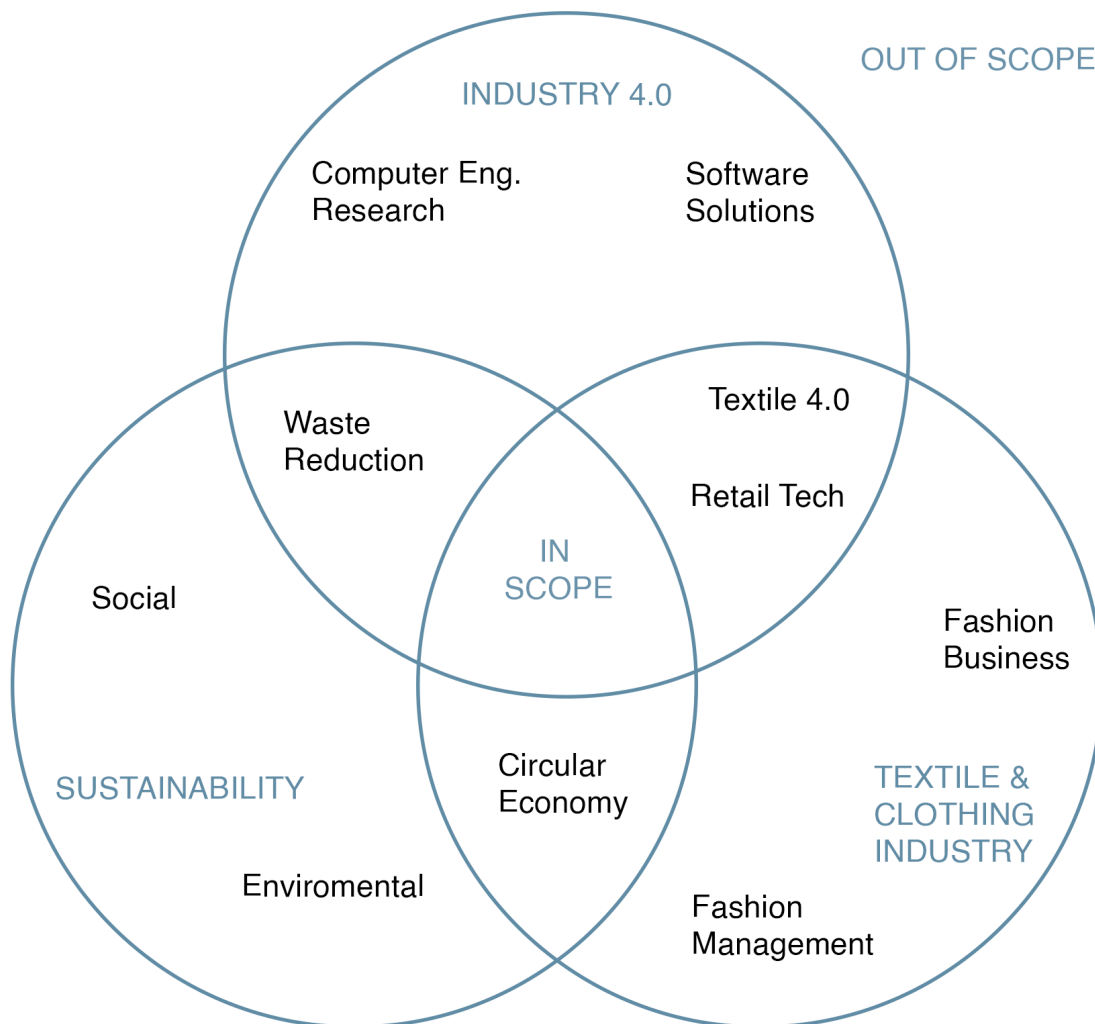 OUT OF SCOPE
INDUSTRY 4.0
Computer Eng.
Research
Software
Solutions
Textile 4.0
Waste
Reduction
Retail Tech
IN
SCOPE
Social
Fashion
Business
SUSTAINABILITY
Circular
Economy
TEXTILE &
CLOTHING
INDUSTRY
Enviromental
Fashion
Management